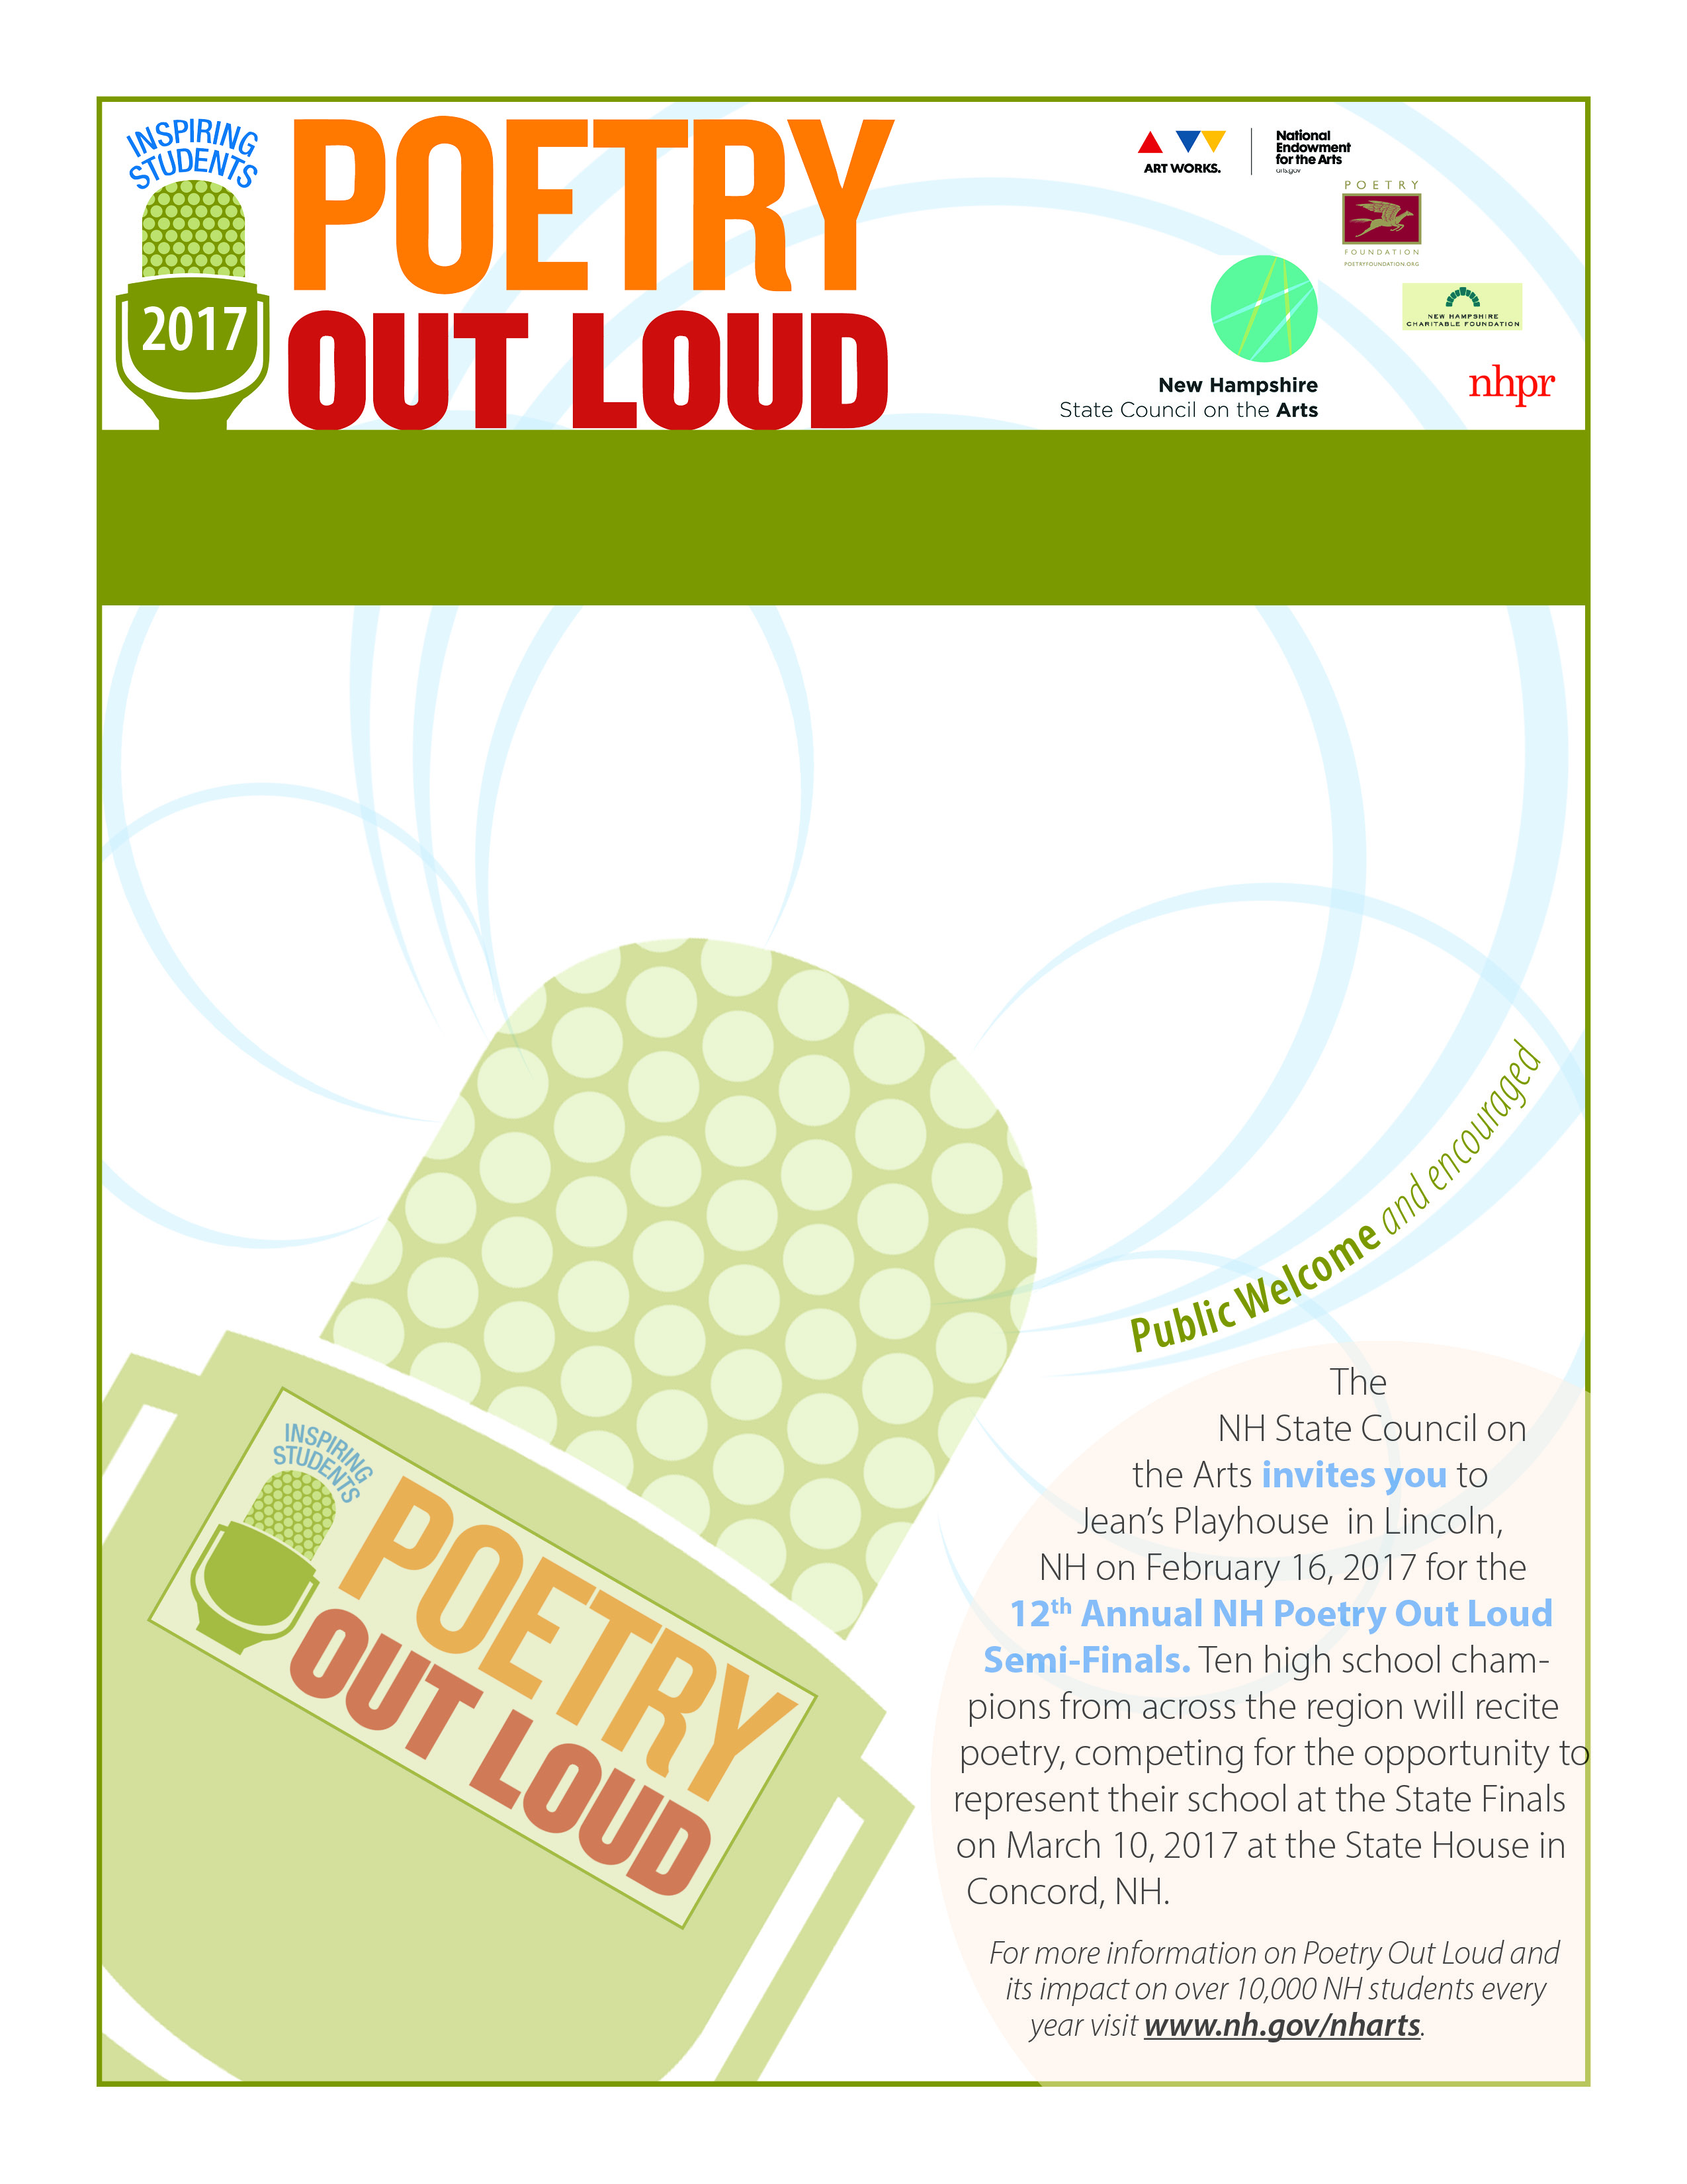 INSPIRING
STUDENTS
2017
POETRY
OUT LOUD
ART WORKS.
National
Endowment
for the Arts
arts.gov
POETRY
FOUNDATION
POETRYFOUNDATION.ORG
New Hampshire
State Council on the Arts
NEW HAMPSHIRE
CHARITABLE FOUNDATION
nhpr
Public Welcome and encouraged
The
NH State Council on
the Arts invites you to
Jean’s Playhouse in Lincoln,
NH on February 16, 2017 for the
12th Annual NH Poetry Out Loud
Semi-Finals. Ten high school cham-
pions from across the region will recite
poetry, competing for the opportunity to
represent their school at the State Finals
on March 10, 2017 at the State House in
Concord, NH.
For more information on Poetry Out Loud and
its impact on over 10,000 NH students every
year visit www.nh.gov/nharts.
INSPIRING
STUDENTS
POETRY
OUT LOUD